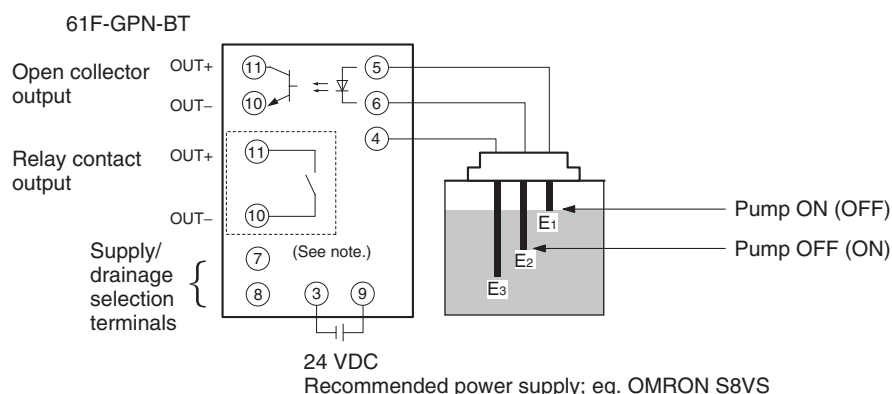 61F-GPN-BT
Open collector
output
OUT+
OUT−
11
10
5
6
4
Relay contact
output
OUT+
OUT−
11
10
Supply/
drainage
selection
terminals
7
8
(See note.)
3
9
24 VDC
Recommended power supply; eg. OMRON S8VS
E1
E2
E3
Pump ON (OFF)
Pump OFF (ON)